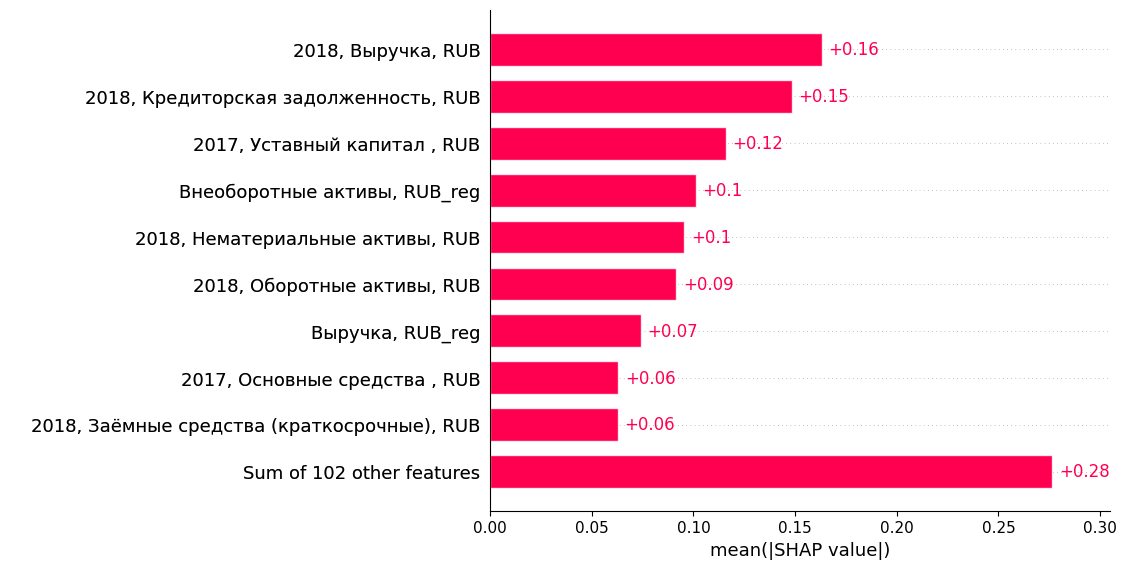 2018, Выручка, RUB
+0.16
2018, Кредиторская задолженность, RUB
+0.15
2017, Уставный капитал , RUB
+0.12
Внеоборотные активы, RUB_reg
+0.1
2018, Нематериальные активы, RUB
+0.1
2018, Оборотные активы, RUB
+0.09
Выручка, RUB_reg
+0.07
2017, Основные средства , RUB
+0.06
2018, Заёмные средства (краткосрочные), RUB
+0.06
Sum of 102 other features
+0.28
0.00 0.05 0.10 0.15 0.20 0.25 0.30
mean(|SHAP value|)